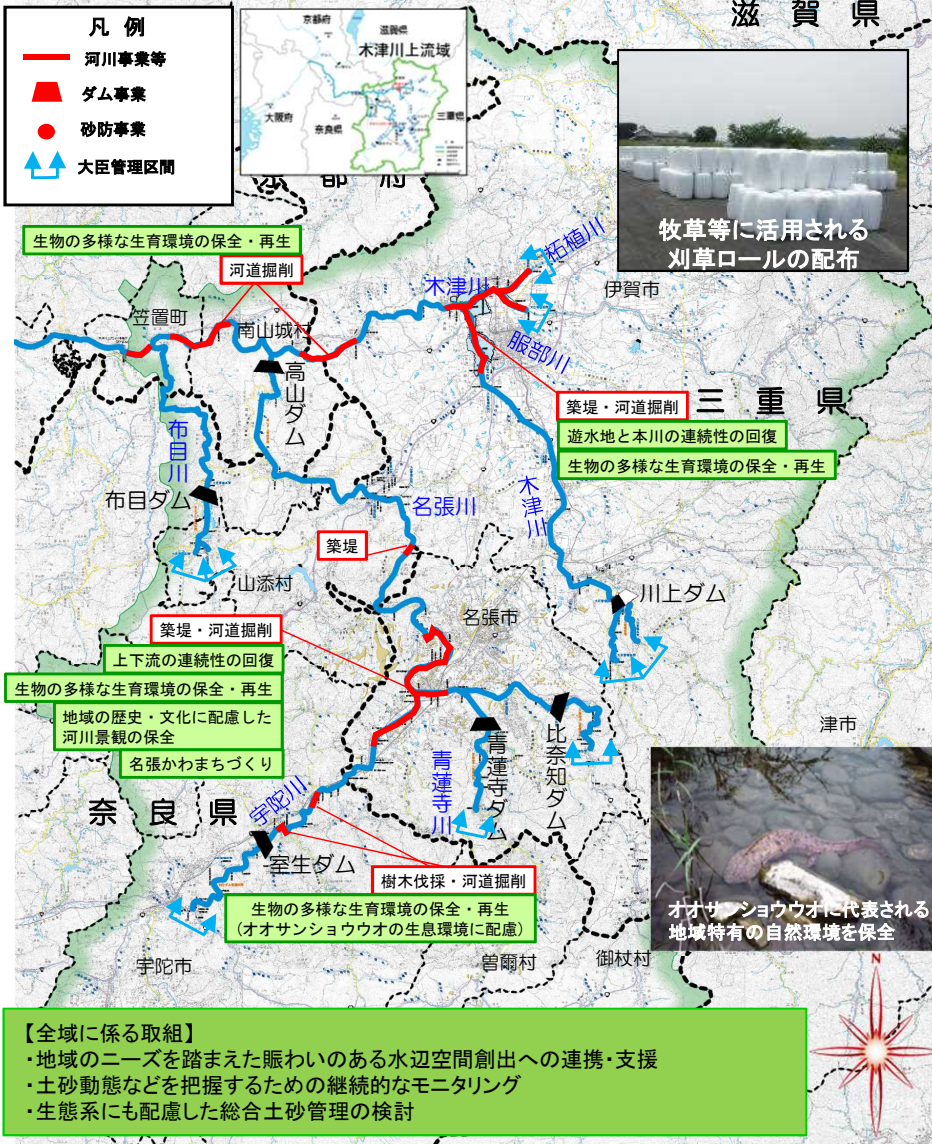 凡 例
河川事業等
ダム事業
砂防事業
大臣管理区間
京都府
滋賀県
木津川上流域
大阪府
奈良県
三重県
滋 賀 県
京 都 府
牧草等に活用される
刈草ロールの配布
生物の多様な生育環境の保全・再生
河道掘削
笠置町
南山城村
木津川
柘植川
伊賀市
服部川
高山ダム
布目川
布目ダム
三 重 県
築堤・河道掘削
遊水地と本川の連続性の回復
生物の多様な生育環境の保全・再生
名張川
木津川
築堤
山添村
名張市
川上ダム
築堤・河道掘削
上下流の連続性の回復
生物の多様な生育環境の保全・再生
地域の歴史・文化に配慮した
河川景観の保全
名張かわまちづくり
津市
青蓮寺川
青蓮寺ダム
比奈知ダム
奈 良 県
宇陀川
室生ダム
樹木伐採・河道掘削
生物の多様な生育環境の保全・再生
(オオサンショウウオの生息環境に配慮)
オオサンショウウオに代表される
地域特有の自然環境を保全
宇陀市
曽爾村
御杖村
N
【全域に係る取組】
・地域のニーズを踏まえた賑わいのある水辺空間創出への連携・支援
・土砂動態などを把握するための継続的なモニタリング
・生態系にも配慮した総合土砂管理の検討